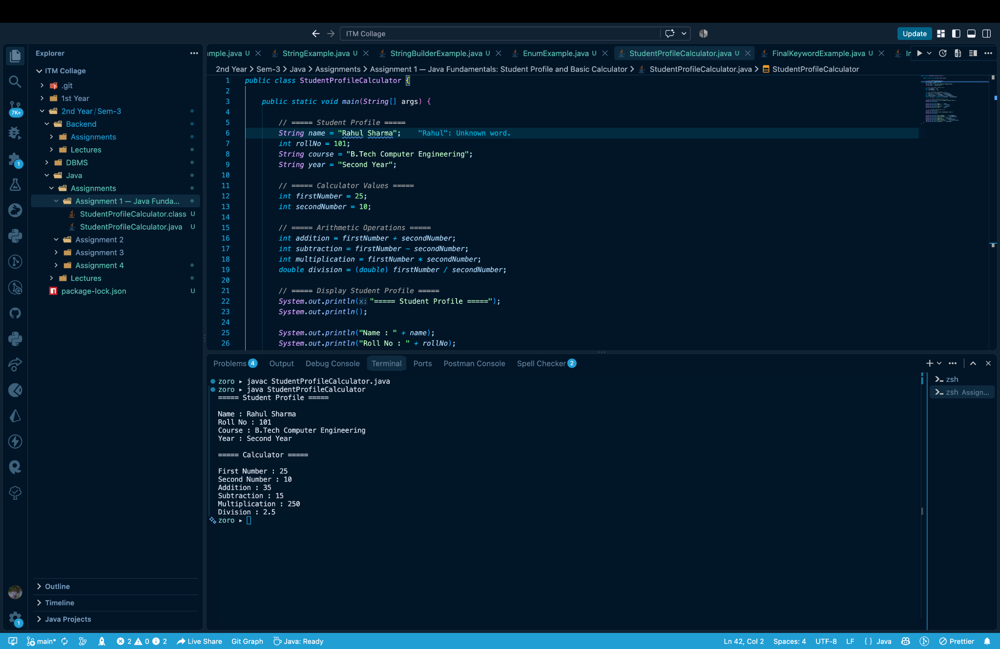 ITM Collage
Update
Explorer
ITM Collage
.git
1st Year
2nd Year / Sem-3
Backend
Assignments
Lectures
DBMS
Java
Assignments
Assignment 1 — Java Funda...
StudentProfileCalculator.class U
StudentProfileCalculator.java U
Assignment 2
Assignment 3
Assignment 4
Lectures
package-lock.json U
Outline
Timeline
Java Projects
7K+
1
1
mple.java U StringExample.java U StringBuilderExample.java U EnumExample.java U StudentProfileCalculator.java U FinalKeywordExample.java U
2nd Year > Sem-3 > Java > Assignments > Assignment 1 — Java Fundamentals: Student Profile and Basic Calculator > StudentProfileCalculator.java > StudentProfileCalculator
1 public class StudentProfileCalculator {
2
3 public static void main(String[] args) {
4
5 // ===== Student Profile =====
6 String name = "Rahul Sharma"; "Rahul": Unknown word.
7 int rollNo = 101;
8 String course = "B.Tech Computer Engineering";
9 String year = "Second Year";
10
11 // ===== Calculator Values =====
12 int firstNumber = 25;
13 int secondNumber = 10;
14
15 // ===== Arithmetic Operations =====
16 int addition = firstNumber + secondNumber;
17 int subtraction = firstNumber - secondNumber;
18 int multiplication = firstNumber * secondNumber;
19 double division = (double) firstNumber / secondNumber;
20
21 // ===== Display Student Profile =====
22 System.out.println(x: "===== Student Profile =====");
23 System.out.println();
24
25 System.out.println("Name : " + name);
26 System.out.println("Roll No : " + rollNo);
Problems 4 Output Debug Console Terminal Ports Postman Console Spell Checker 2
zoro ▸ javac StudentProfileCalculator.java
zoro ▸ java StudentProfileCalculator
===== Student Profile =====
Name : Rahul Sharma
Roll No : 101
Course : B.Tech Computer Engineering
Year : Second Year
===== Calculator =====
First Number : 25
Second Number : 10
Addition : 35
Subtraction : 15
Multiplication : 250
Division : 2.5
zoro ▸
zsh
zsh Assign...
main* 2 0 2 Live Share Git Graph Java: Ready Ln 42, Col 2 Spaces: 4 UTF-8 LF { } Java Prettier